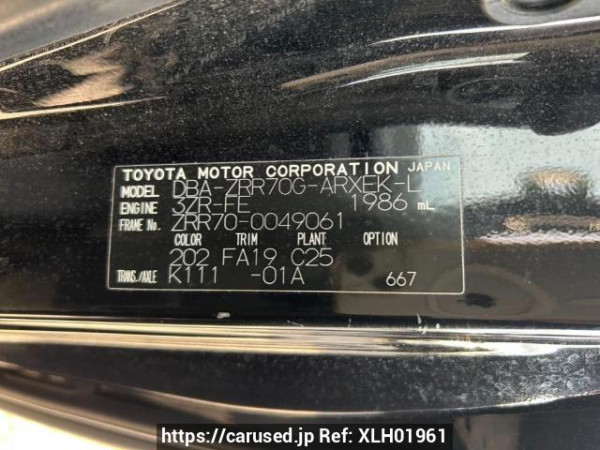 TOYOTA MOTOR CORPORATION JAPAN
MODEL DBA-ZRR70G-ARXEK-L
ENGINE 3ZR-FE 1986 mL
FRAME No. ZRR70-0049061
COLOR TRIM PLANT OPTION
202 FA19 C25
TRANS./AXLE K111 -01A 667
https://carused.jp Ref: XLH01961